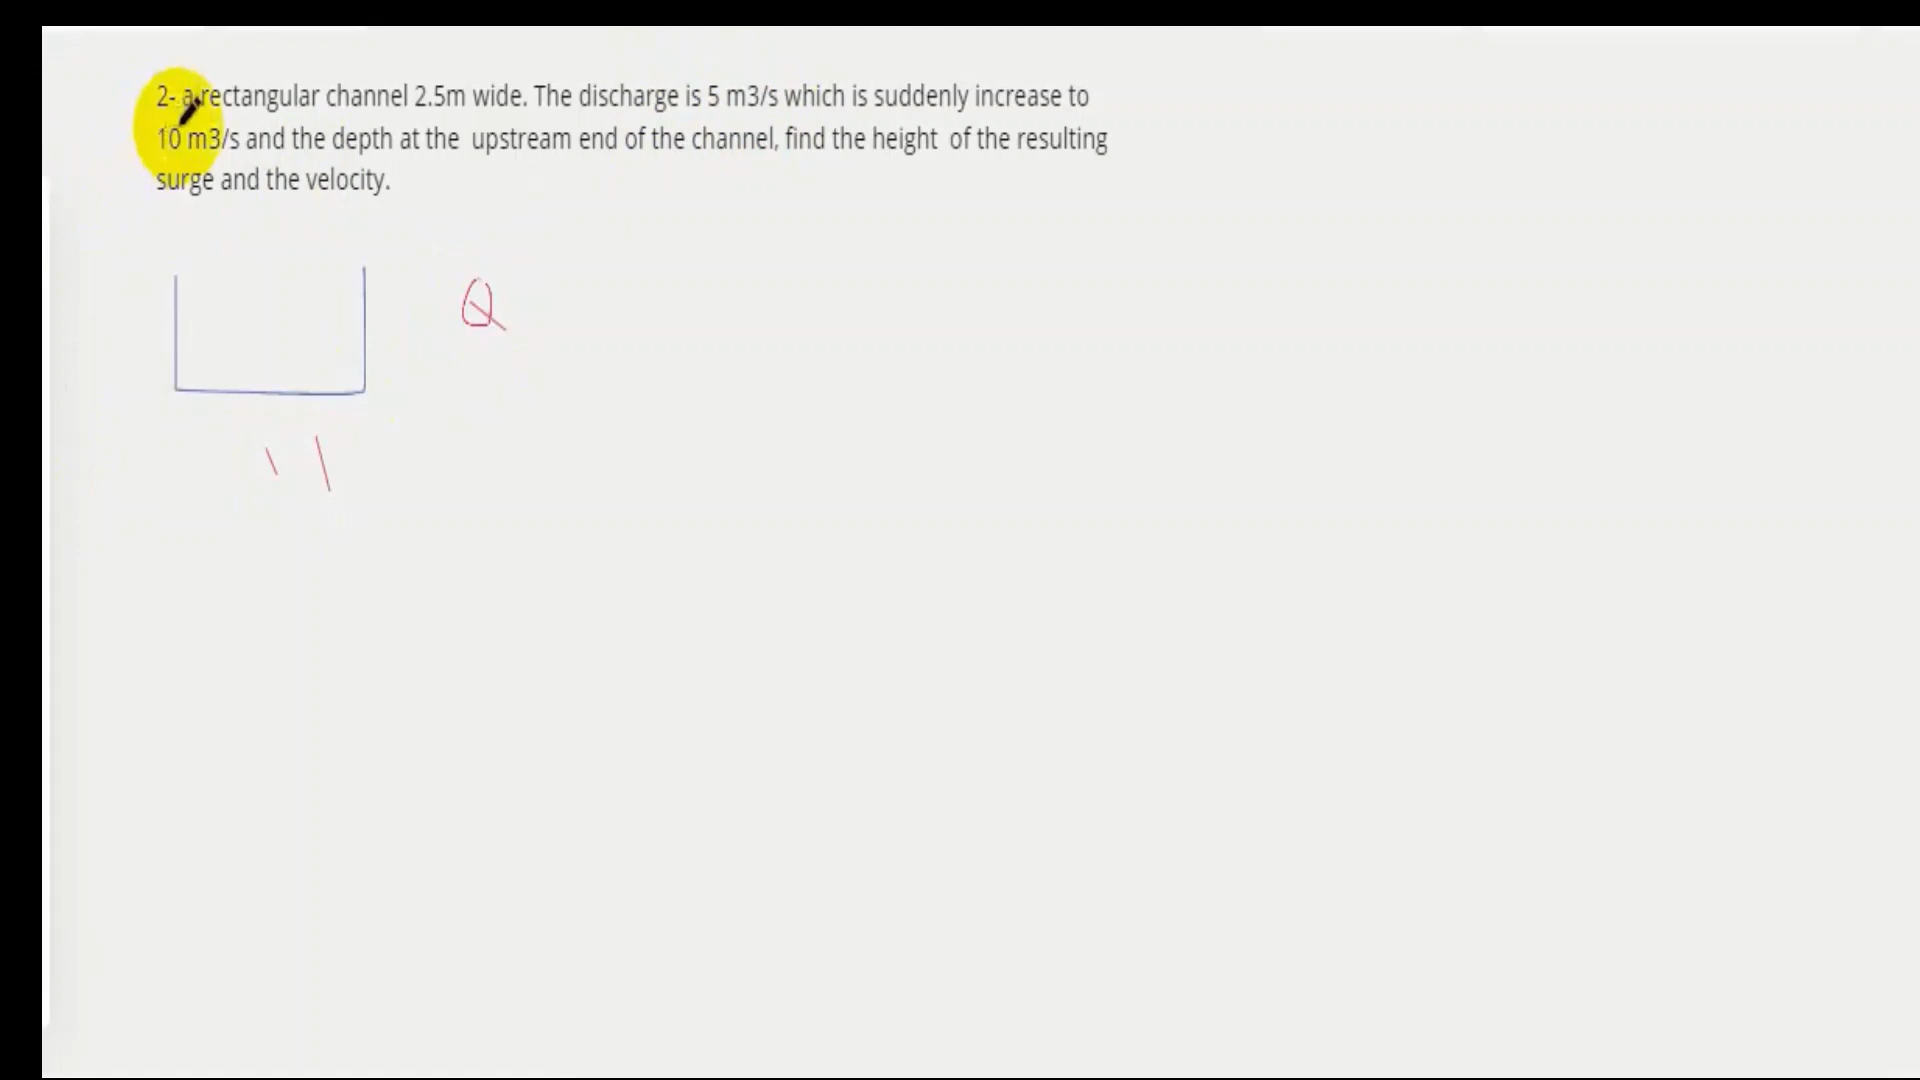 2- a rectangular channel 2.5m wide. The discharge is 5 m3/s which is suddenly increase to
10 m3/s and the depth at the upstream end of the channel, find the height of the resulting
surge and the velocity.
Q